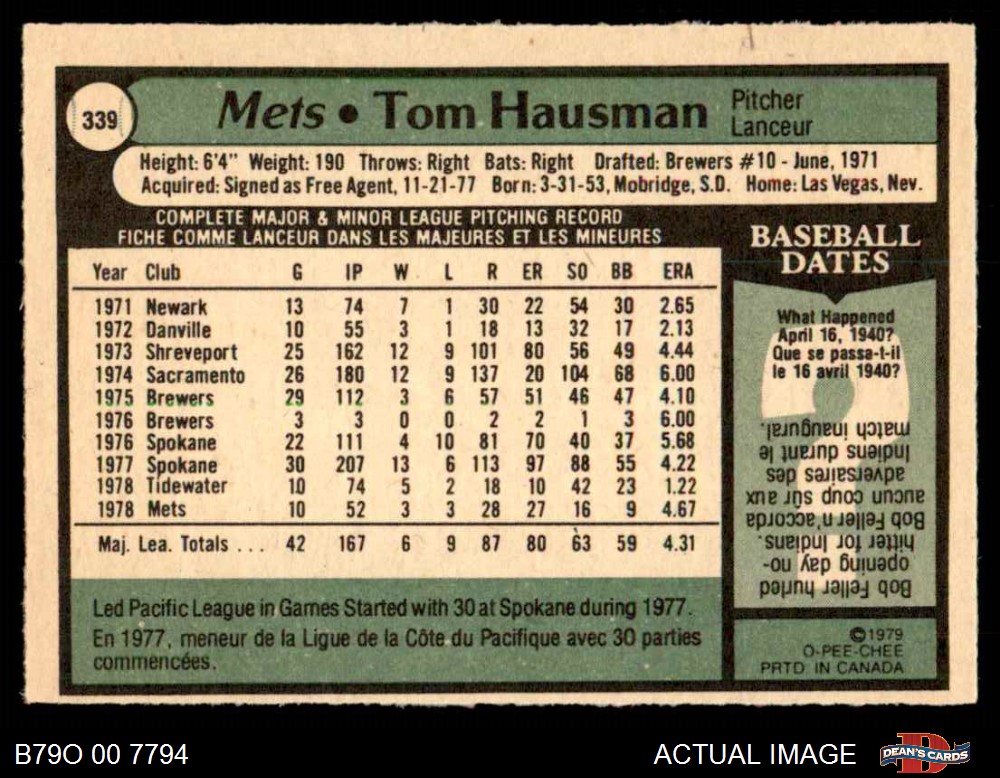 339
Mets • Tom Hausman
Pitcher
Lanceur
Height: 6'4" Weight: 190 Throws: Right Bats: Right Drafted: Brewers #10 - June, 1971
Acquired: Signed as Free Agent, 11-21-77 Born: 3-31-53, Mobridge, S.D. Home: Las Vegas, Nev.
COMPLETE MAJOR & MINOR LEAGUE PITCHING RECORD
FICHE COMME LANCEUR DANS LES MAJEURES ET LES MINEURES
Year Club G IP W L R ER SO BB ERA
1971 Newark 13 74 7 1 30 22 54 30 2.65
1972 Danville 10 55 3 1 18 13 32 17 2.13
1973 Shreveport 25 162 12 9 101 80 56 49 4.44
1974 Sacramento 26 180 12 9 137 20 104 68 6.00
1975 Brewers 29 112 3 6 57 51 46 47 4.10
1976 Brewers 3 3 0 0 2 2 1 3 6.00
1976 Spokane 22 111 4 10 81 70 40 37 5.68
1977 Spokane 30 207 13 6 113 97 88 55 4.22
1978 Tidewater 10 74 5 2 18 10 42 23 1.22
1978 Mets 10 52 3 3 28 27 16 9 4.67
Maj. Lea. Totals ... 42 167 6 9 87 80 63 59 4.31
Led Pacific League in Games Started with 30 at Spokane during 1977.
En 1977, meneur de la Ligue de la Côte du Pacifique avec 30 parties
commencées.
BASEBALL
DATES
What Happened
April 16, 1940?
Que se passa-t-il
le 16 avril 1940?
Bob Feller hurled
opening day no-
hitter for Indians.
Bob Feller n'accorda
aucun coup sûr aux
adversaires des
Indiens durant le
match inaugural.
©1979
O-PEE-CHEE
PRTD IN CANADA
B79O 00 7794
ACTUAL IMAGE
D
DEAN'S CARDS